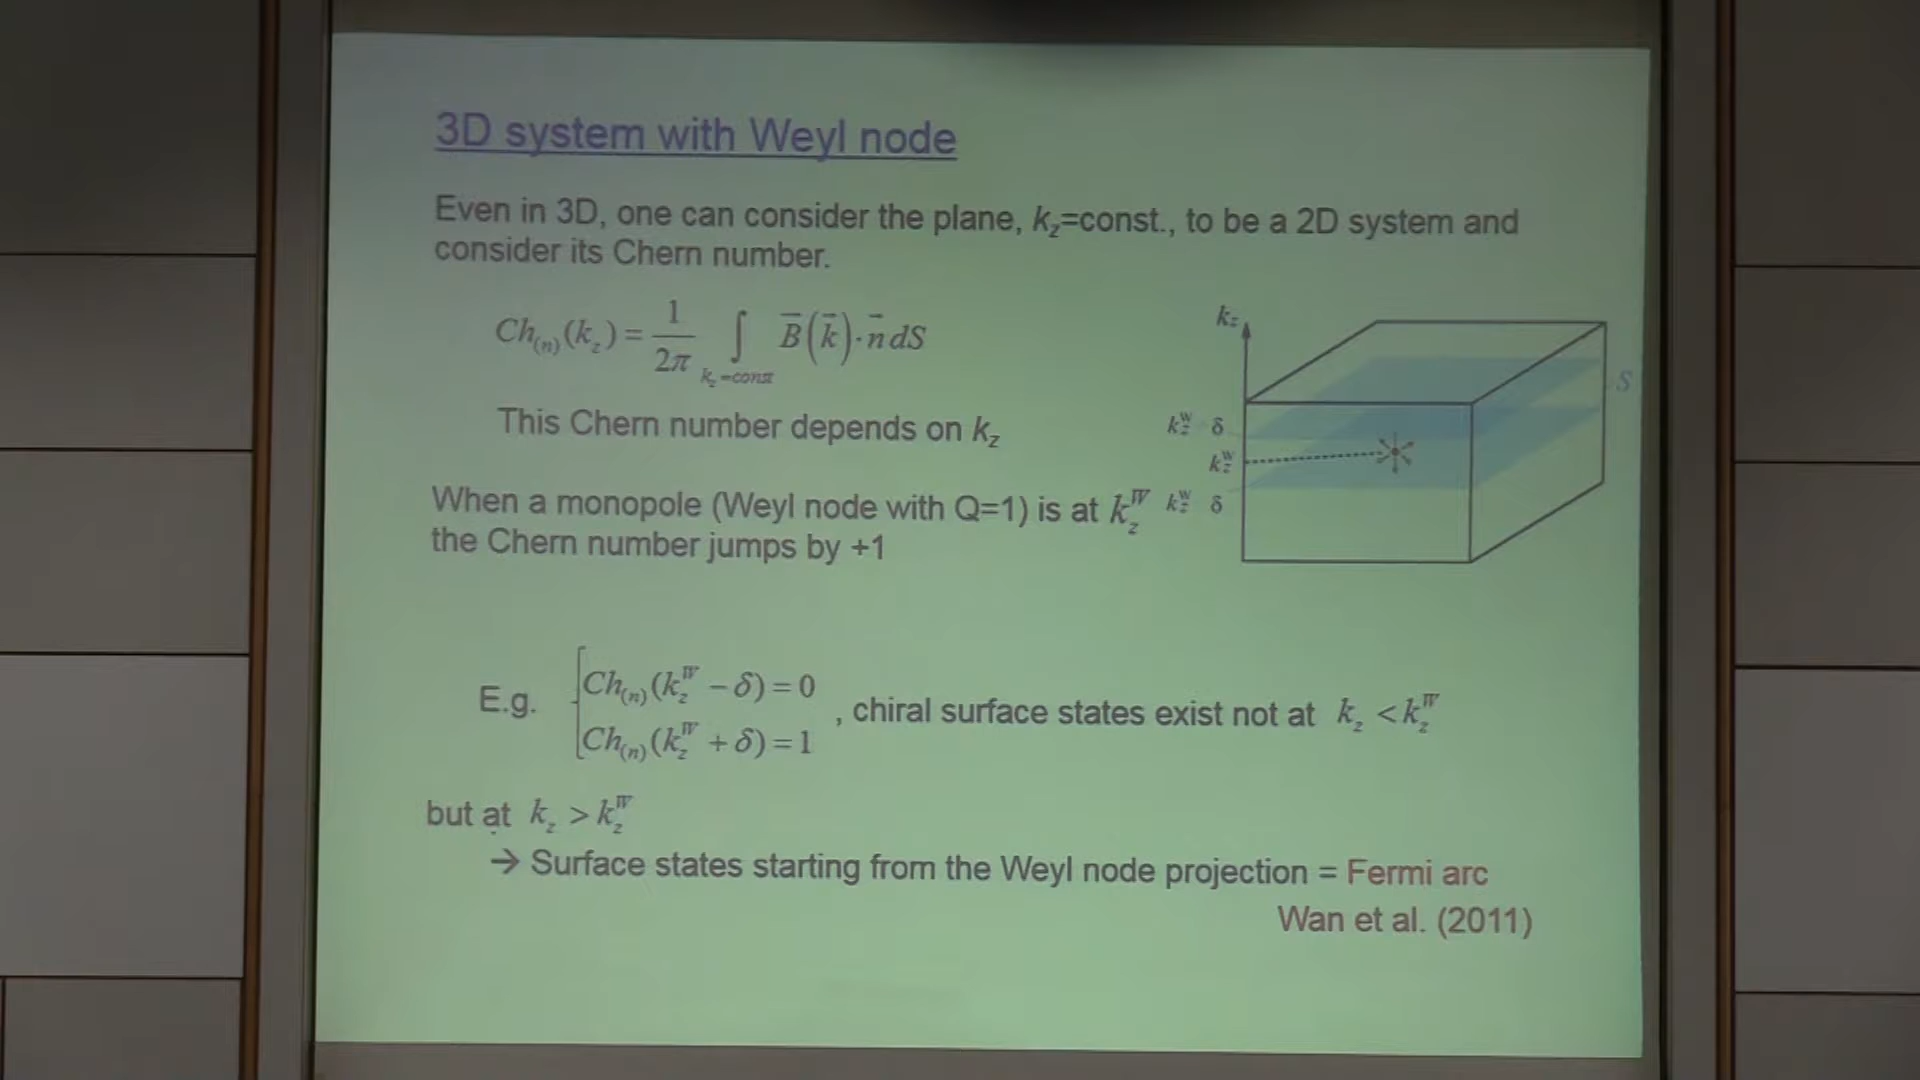 3D system with Weyl node
Even in 3D, one can consider the plane, k_z=const., to be a 2D system and
consider its Chern number.
Ch_(n)(k_z) = 1/2π ∫_{k_z=const} B⃗(k⃗)·n⃗ dS
This Chern number depends on k_z
k_z
S
k_z^W δ
k_z^W
k_z^W δ
When a monopole (Weyl node with Q=1) is at k_z^W
the Chern number jumps by +1
E.g. { Ch_(n)(k_z^W − δ) = 0
Ch_(n)(k_z^W + δ) = 1
, chiral surface states exist not at k_z < k_z^W
but at k_z > k_z^W
→ Surface states starting from the Weyl node projection = Fermi arc
Wan et al. (2011)